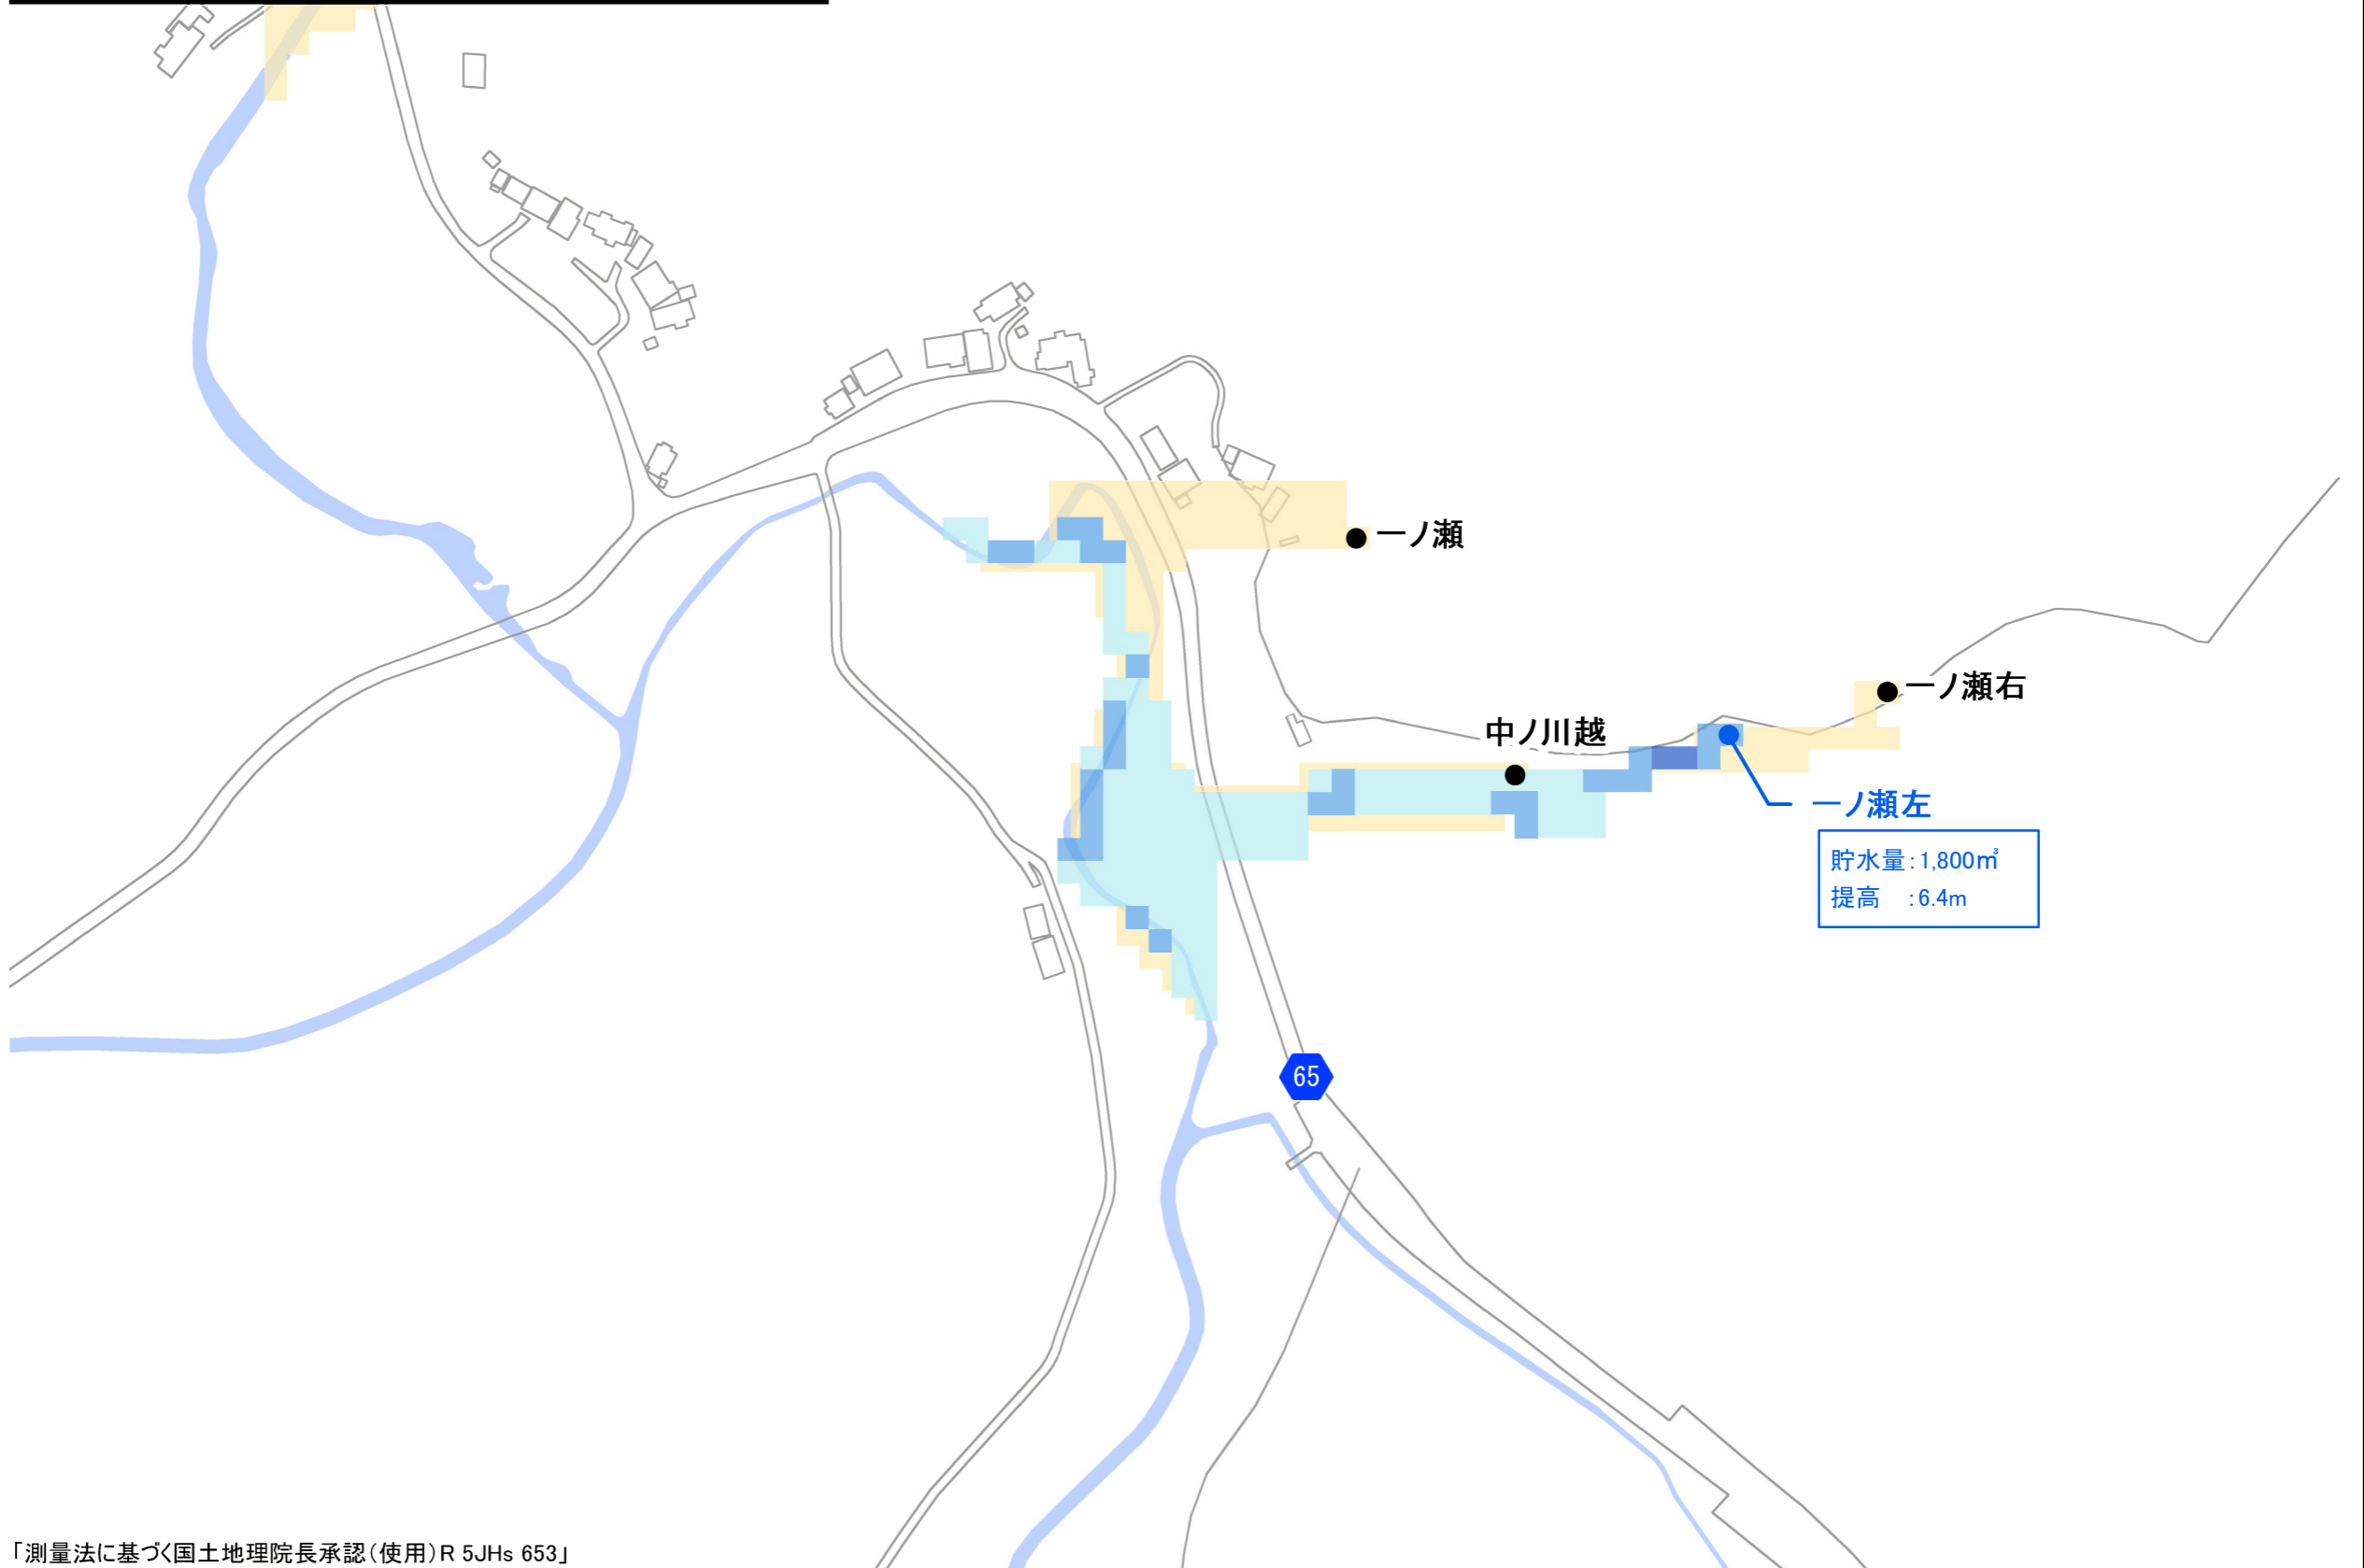 一ノ瀬
一ノ瀬右
中ノ川越
一ノ瀬左
貯水量：1,800㎥
提高　：6.4m
65
「測量法に基づく国土地理院長承認（使用）R 5JHs 653」